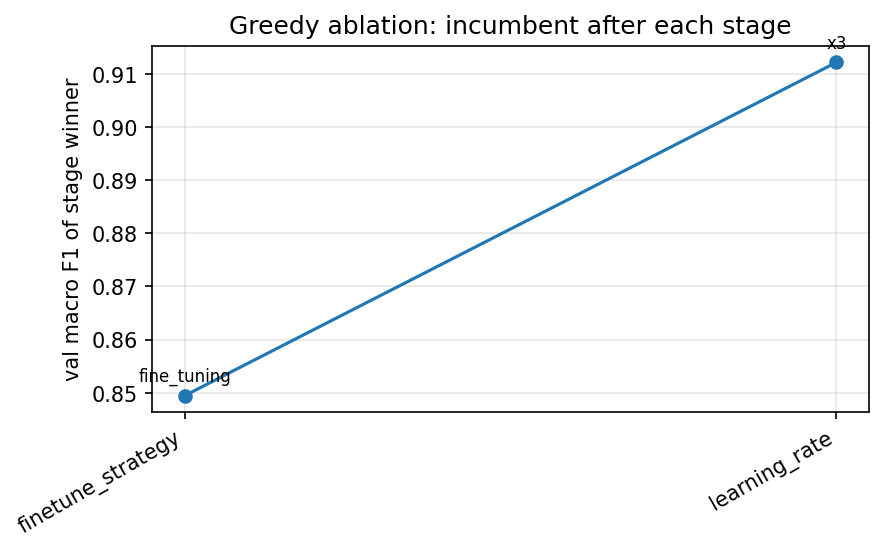 Greedy ablation: incumbent after each stage
val macro F1 of stage winner
0.91
0.90
0.89
0.88
0.87
0.86
0.85
x3
fine_tuning
finetune_strategy
learning_rate